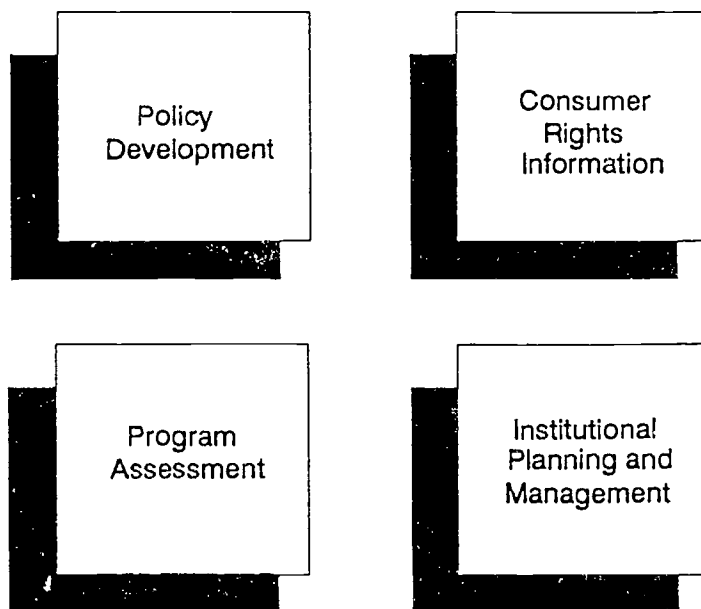 Policy
Development
Consumer
Rights
Information
Program
Assessment
Institutional
Planning and
Management